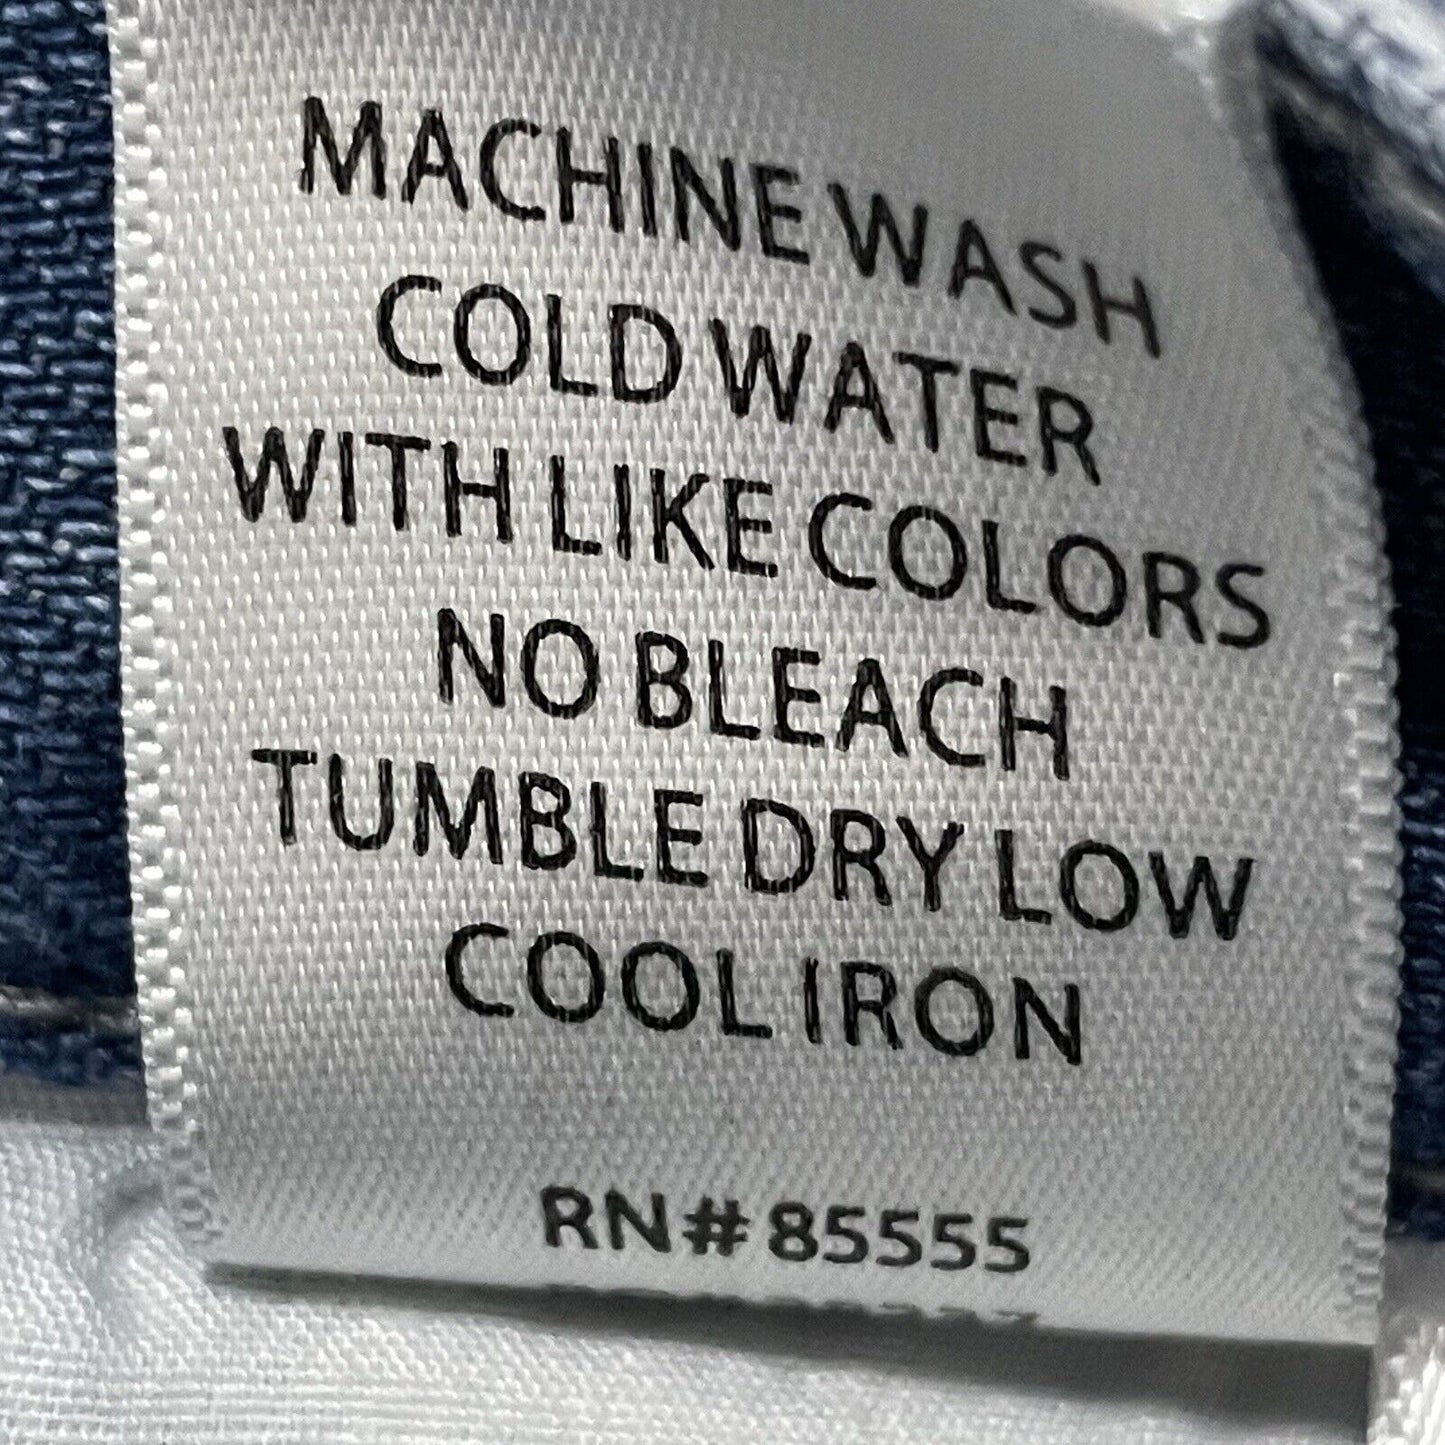 MACHINE WASH
COLD WATER
WITH LIKE COLORS
NO BLEACH
TUMBLE DRY LOW
COOL IRON
RN# 85555